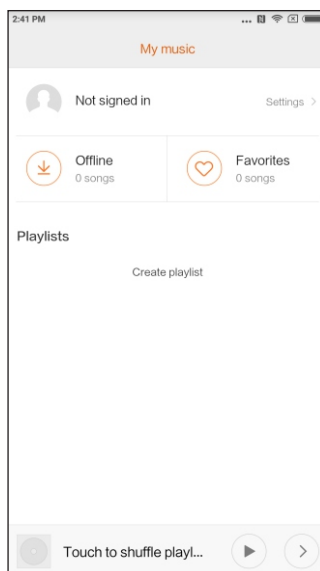 2:41 PM
...
My music
Not signed in
Settings >
Offline
0 songs
Favorites
0 songs
Playlists
Create playlist
Touch to shuffle playl...